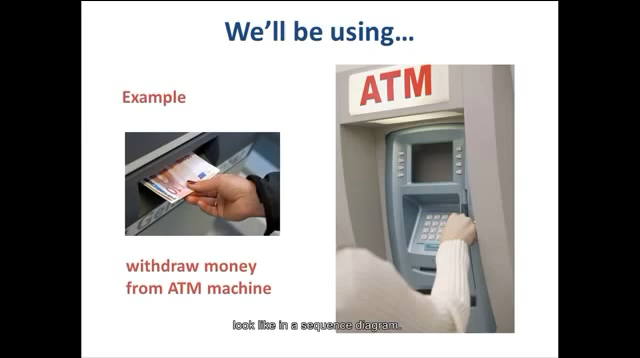 We'll be using...
Example
ATM
withdraw money
from ATM machine
look like in a sequence diagram.